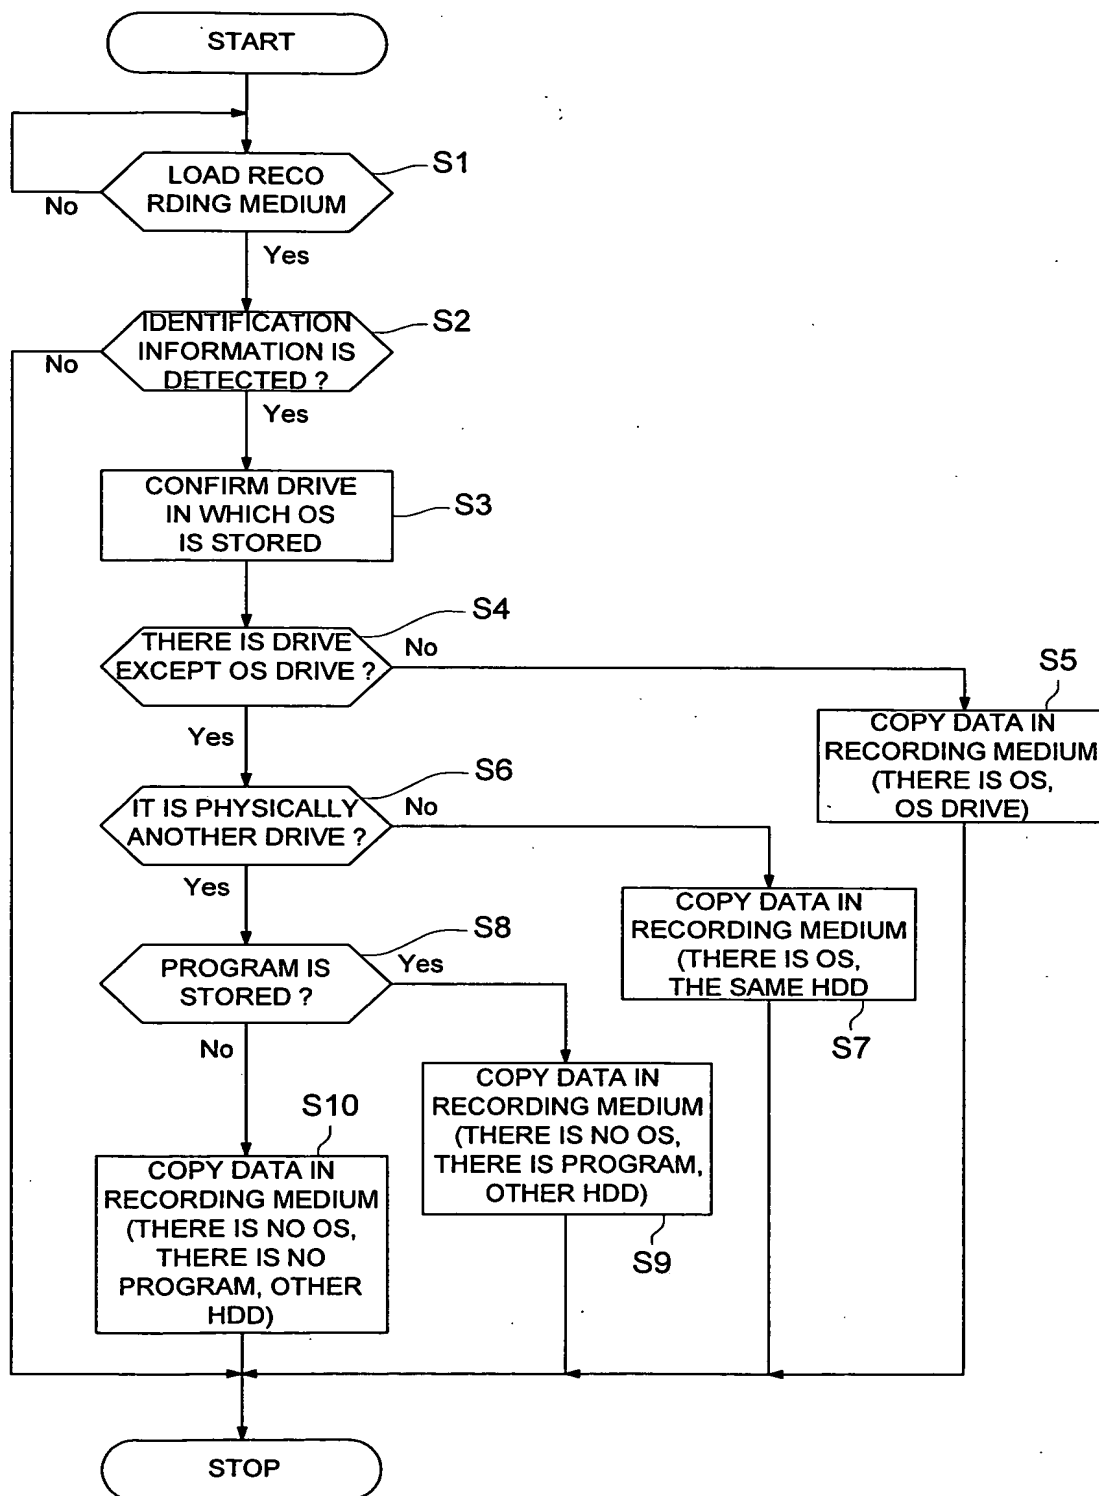 START
S1
LOAD RECO
RDING MEDIUM
No
Yes
S2
IDENTIFICATION
INFORMATION IS
DETECTED ?
No
Yes
CONFIRM DRIVE
IN WHICH OS
IS STORED
S3
S4
THERE IS DRIVE
EXCEPT OS DRIVE ?
No
Yes
S5
COPY DATA IN
RECORDING MEDIUM
(THERE IS OS,
OS DRIVE)
S6
IT IS PHYSICALLY
ANOTHER DRIVE ?
No
Yes
COPY DATA IN
RECORDING MEDIUM
(THERE IS OS,
THE SAME HDD
S7
S8
PROGRAM IS
STORED ?
Yes
No
COPY DATA IN
RECORDING MEDIUM
(THERE IS NO OS,
THERE IS PROGRAM,
OTHER HDD)
S9
S10
COPY DATA IN
RECORDING MEDIUM
(THERE IS NO OS,
THERE IS NO
PROGRAM, OTHER
HDD)
STOP